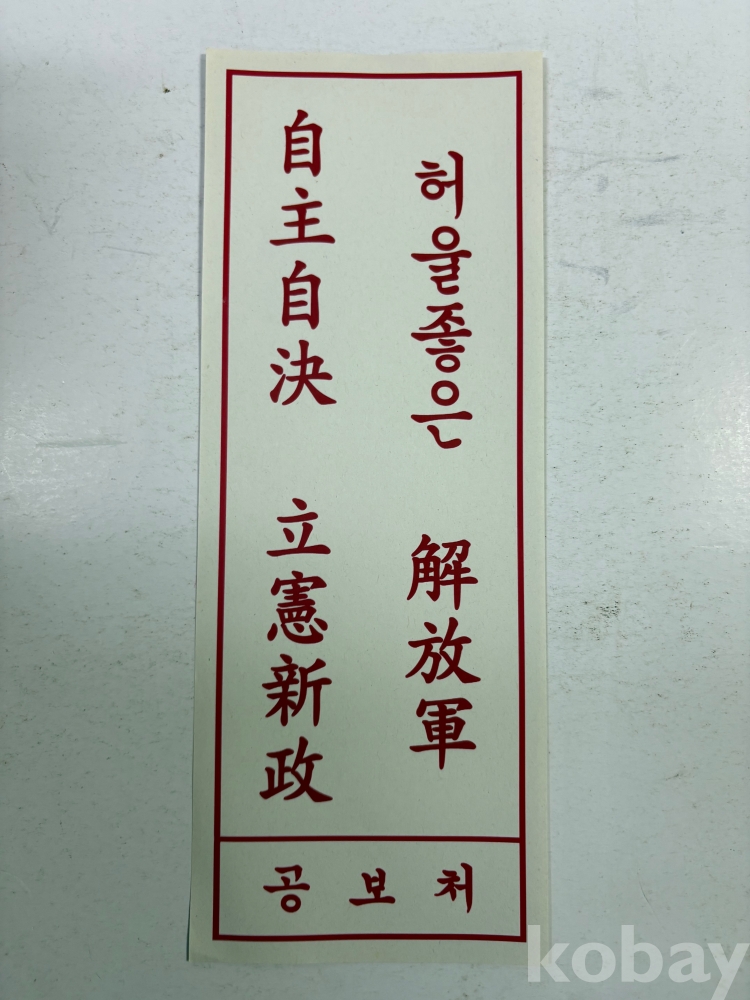 허울좋은 解放軍
自主自決 立憲新政
공보처
kobay